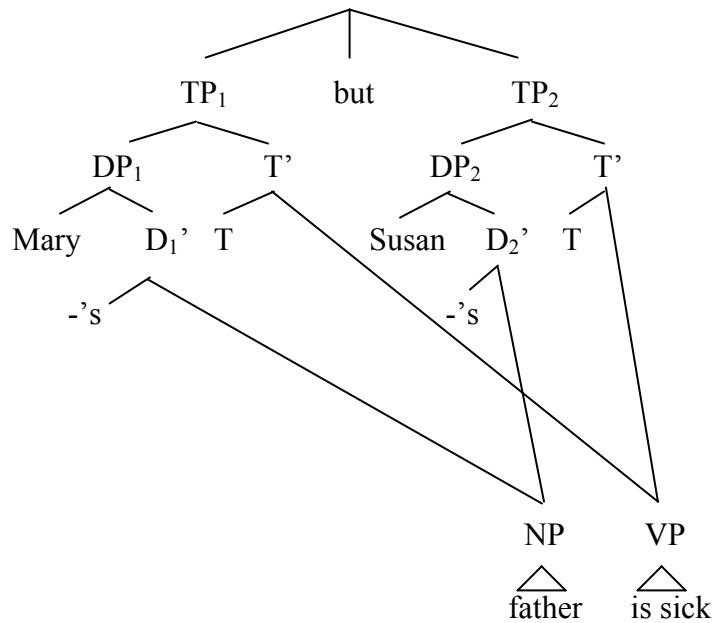 TP₁ but TP₂
DP₁ T’ DP₂ T’
Mary D₁’ T Susan D₂’ T
-’s -’s
NP VP
father is sick